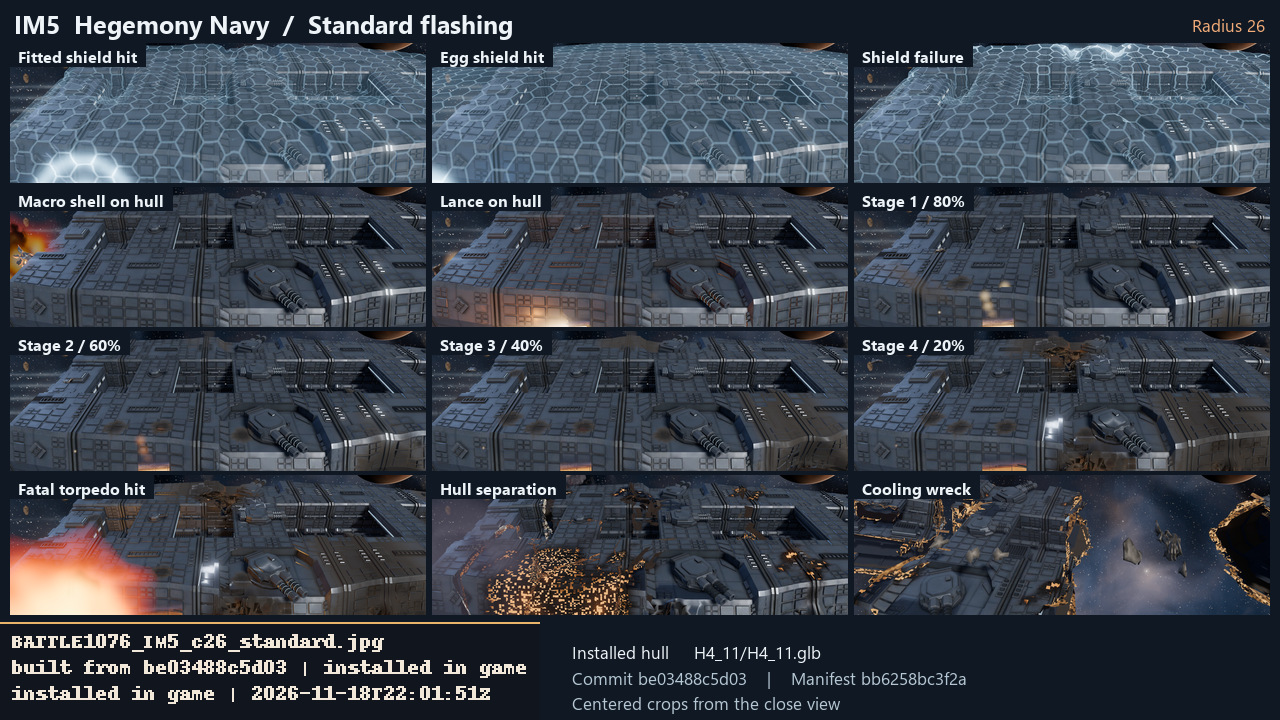 IM5 Hegemony Navy / Standard flashing
Radius 26
Fitted shield hit
Egg shield hit
Shield failure
Macro shell on hull
Lance on hull
Stage 1 / 80%
Stage 2 / 60%
Stage 3 / 40%
Stage 4 / 20%
Fatal torpedo hit
Hull separation
Cooling wreck
BATTLE1076_IM5_c26_standard.jpg
built from be03488c5d03 | installed in game
installed in game | 2026-11-18T22:01:51Z
Installed hull H4_11/H4_11.glb
Commit be03488c5d03 | Manifest bb6258bc3f2a
Centered crops from the close view